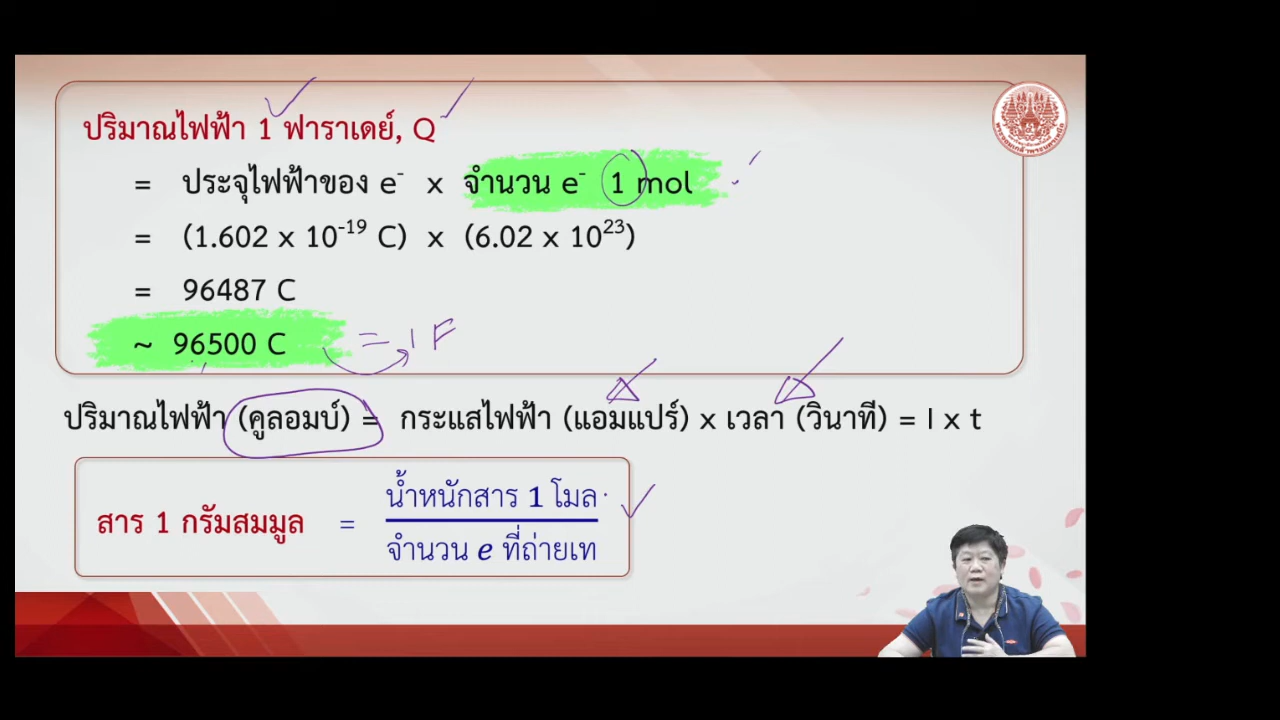 ปริมาณไฟฟ้า 1 ฟาราเดย์, Q
= ประจุไฟฟ้าของ e⁻ x จำนวน e⁻ 1 mol
= (1.602 x 10⁻¹⁹ C) x (6.02 x 10²³)
= 96487 C
~ 96500 C = 1 F
ปริมาณไฟฟ้า (คูลอมบ์) = กระแสไฟฟ้า (แอมแปร์) x เวลา (วินาที) = I x t
น้ำหนักสาร 1 โมล
สาร 1 กรัมสมมูล =
จำนวน e ที่ถ่ายเท